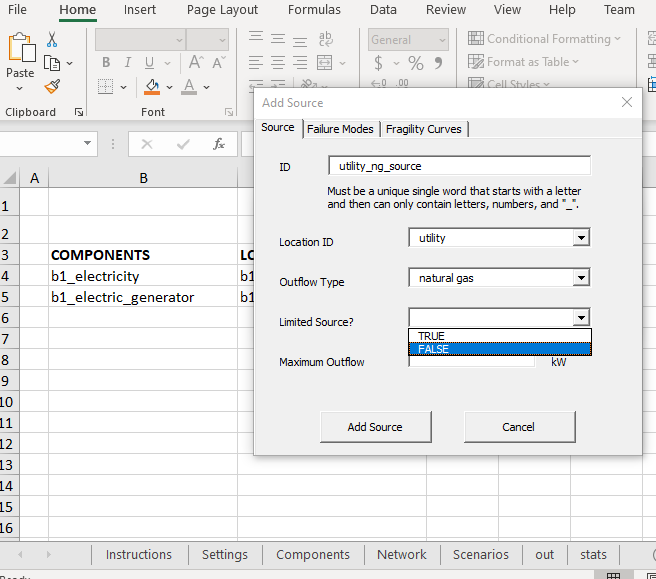 File Home Insert Page Layout Formulas Data Review View Help Team
ab
General
Conditional Formatting
Paste
B I U A A $ % 9
Format as Table
A
Cell Styles
Clipboard Font
Add Source
Source Failure Modes Fragility Curves
fx
ID utility_ng_source
Must be a unique single word that starts with a letter
and then can only contain letters, numbers, and "_".
Location ID utility
Outflow Type natural gas
Limited Source?
TRUE
FALSE
Maximum Outflow kW
Add Source Cancel
A B
1
2
3 COMPONENTS LO
4 b1_electricity b1
5 b1_electric_generator b1
6
7
8
9
10
11
12
13
14
15
16
Instructions Settings Components Network Scenarios out stats